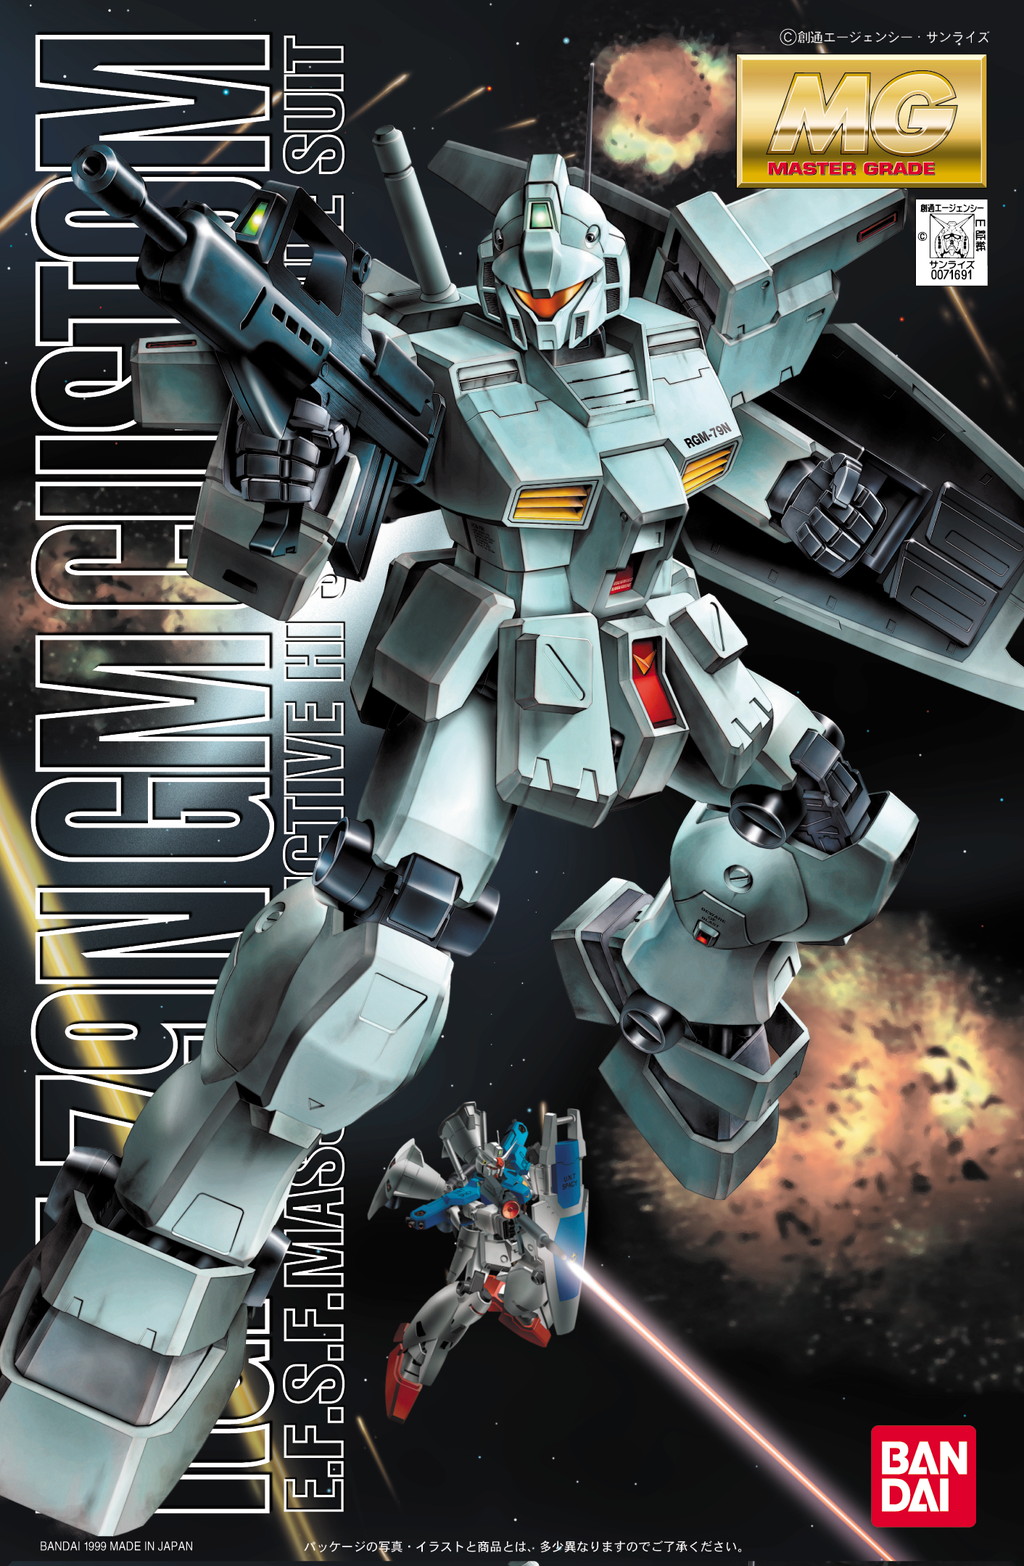 ©創通エージェンシー・サンライズ
MG
MASTER GRADE
創通エージェンシー
©
サンライズ
0071691
RGM-79N
79N GM CUSTOM
E.F.S.F. MASS
CTIVE HI
SUIT
BAN
DAI
BANDAI 1999 MADE IN JAPAN
パッケージの写真・イラストと商品とは、多少異なりますのでご了承ください。